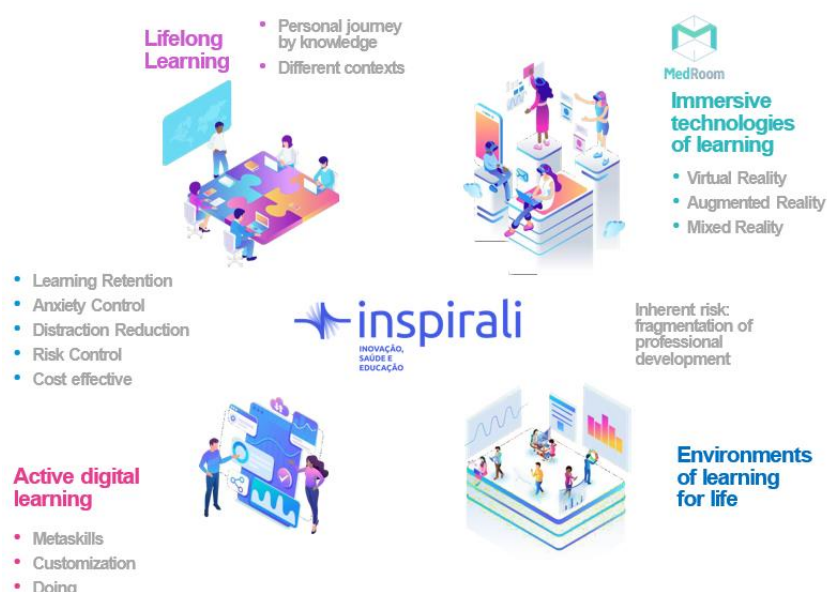 Lifelong
Learning
• Personal journey
by knowledge
• Different contexts
MedRoom
Immersive
technologies
of learning
• Virtual Reality
• Augmented Reality
• Mixed Reality
• Learning Retention
• Anxiety Control
• Distraction Reduction
• Risk Control
• Cost effective
inspirali
INOVAÇÃO,
SAÚDE E
EDUCAÇÃO
Inherent risk:
fragmentation of
professional
development
Active digital
learning
• Metaskills
• Customization
• Doing
Environments
of learning
for life